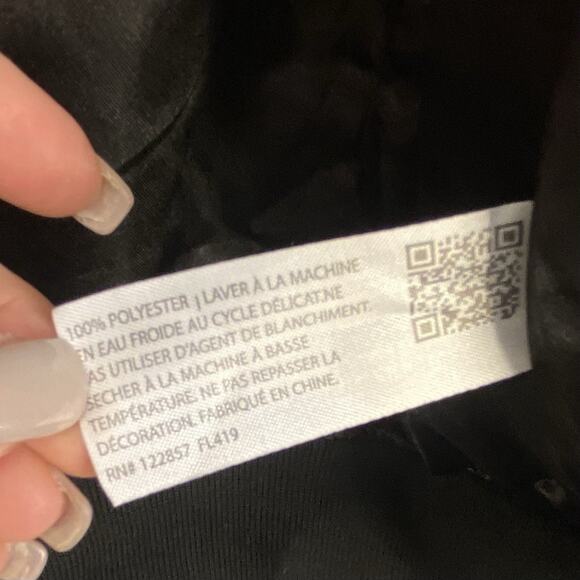 100% POLYESTER | LAVER À LA MACHINE
EN EAU FROIDE AU CYCLE DÉLICAT.NE
PAS UTILISER D'AGENT DE BLANCHIMENT.
SECHER À LA MACHINE À BASSE
TEMPÉRATURE. NE PAS REPASSER LA
DÉCORATION. FABRIQUÉ EN CHINE.
RN# 122857 FL419